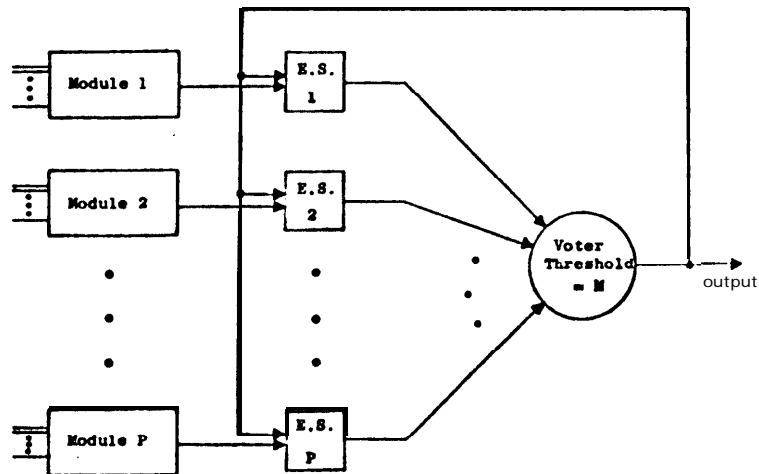 Module 1
E.S.
1
Module 2
E.S.
2
Voter
Threshold
= M
output
Module P
E.S.
P